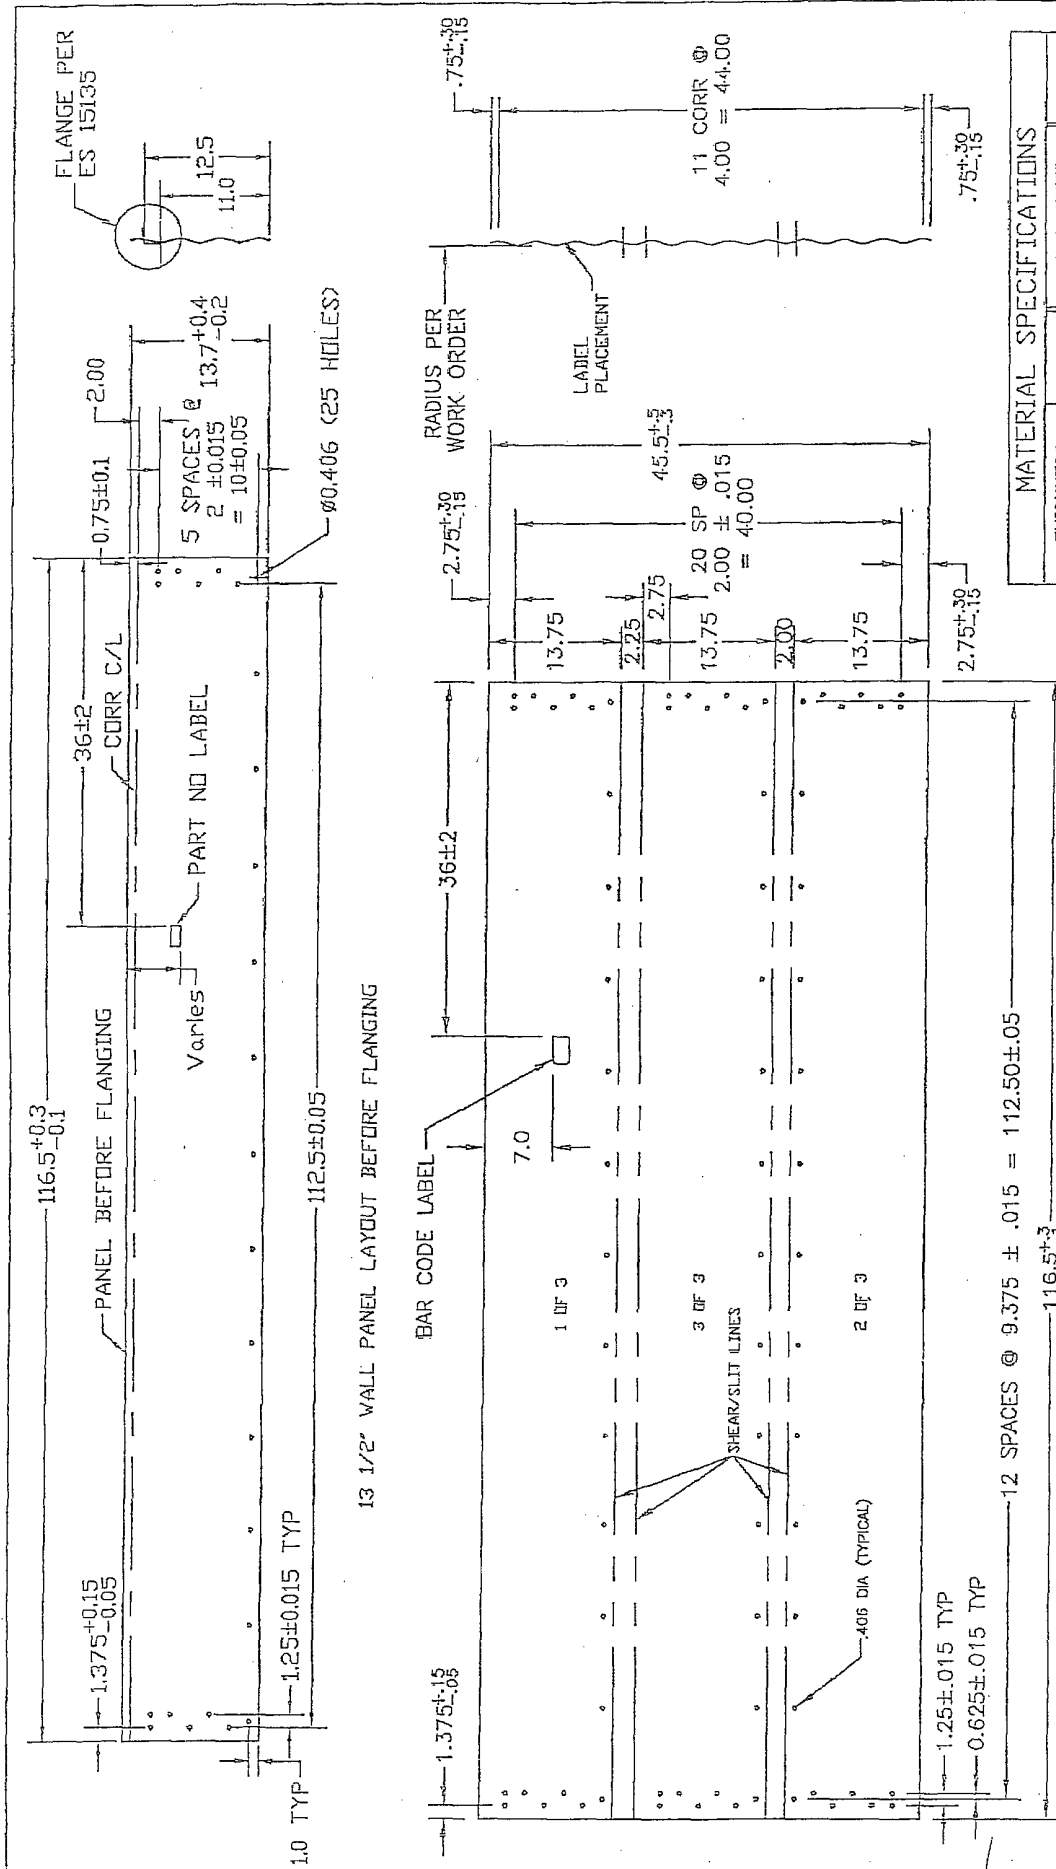 FLANGE PER
ES 15135
12.5
11.0
116.5+0.3
-0.1
PANEL BEFORE FLANGING
36±2
CORR C/L
0.75±0.1
2.00
5 SPACES @
2 ±0.015
= 10±0.05
13.7+0.4
-0.2
ø0.406 (25 HOLES)
PART NO LABEL
Varies
1.375+0.15
-0.05
1.25±0.015 TYP
112.5±0.05
1.0 TYP
13 1/2" WALL PANEL LAYOUT BEFORE FLANGING
.75+.30
-.15
11 CORR @
4.00 = 44.00
.75+.30
-.15
RADIUS PER
WORK ORDER
LABEL
PLACEMENT
2.75+.30
-.15
45.5+.5
-.3
20 SP @
2.00 ± .015
= 40.00
13.75
2.25
2.75
13.75
2.00
13.75
2.75+.30
-.15
36±2
BAR CODE LABEL
7.0
1 OF 3
3 OF 3
2 OF 3
SHEAR/SLIT LINES
.406 DIA (TYPICAL)
1.375+.15
-.05
1.25±.015 TYP
0.625±.015 TYP
12 SPACES @ 9.375 ± .015 = 112.50±.05
116.5+.3
MATERIAL SPECIFICATIONS